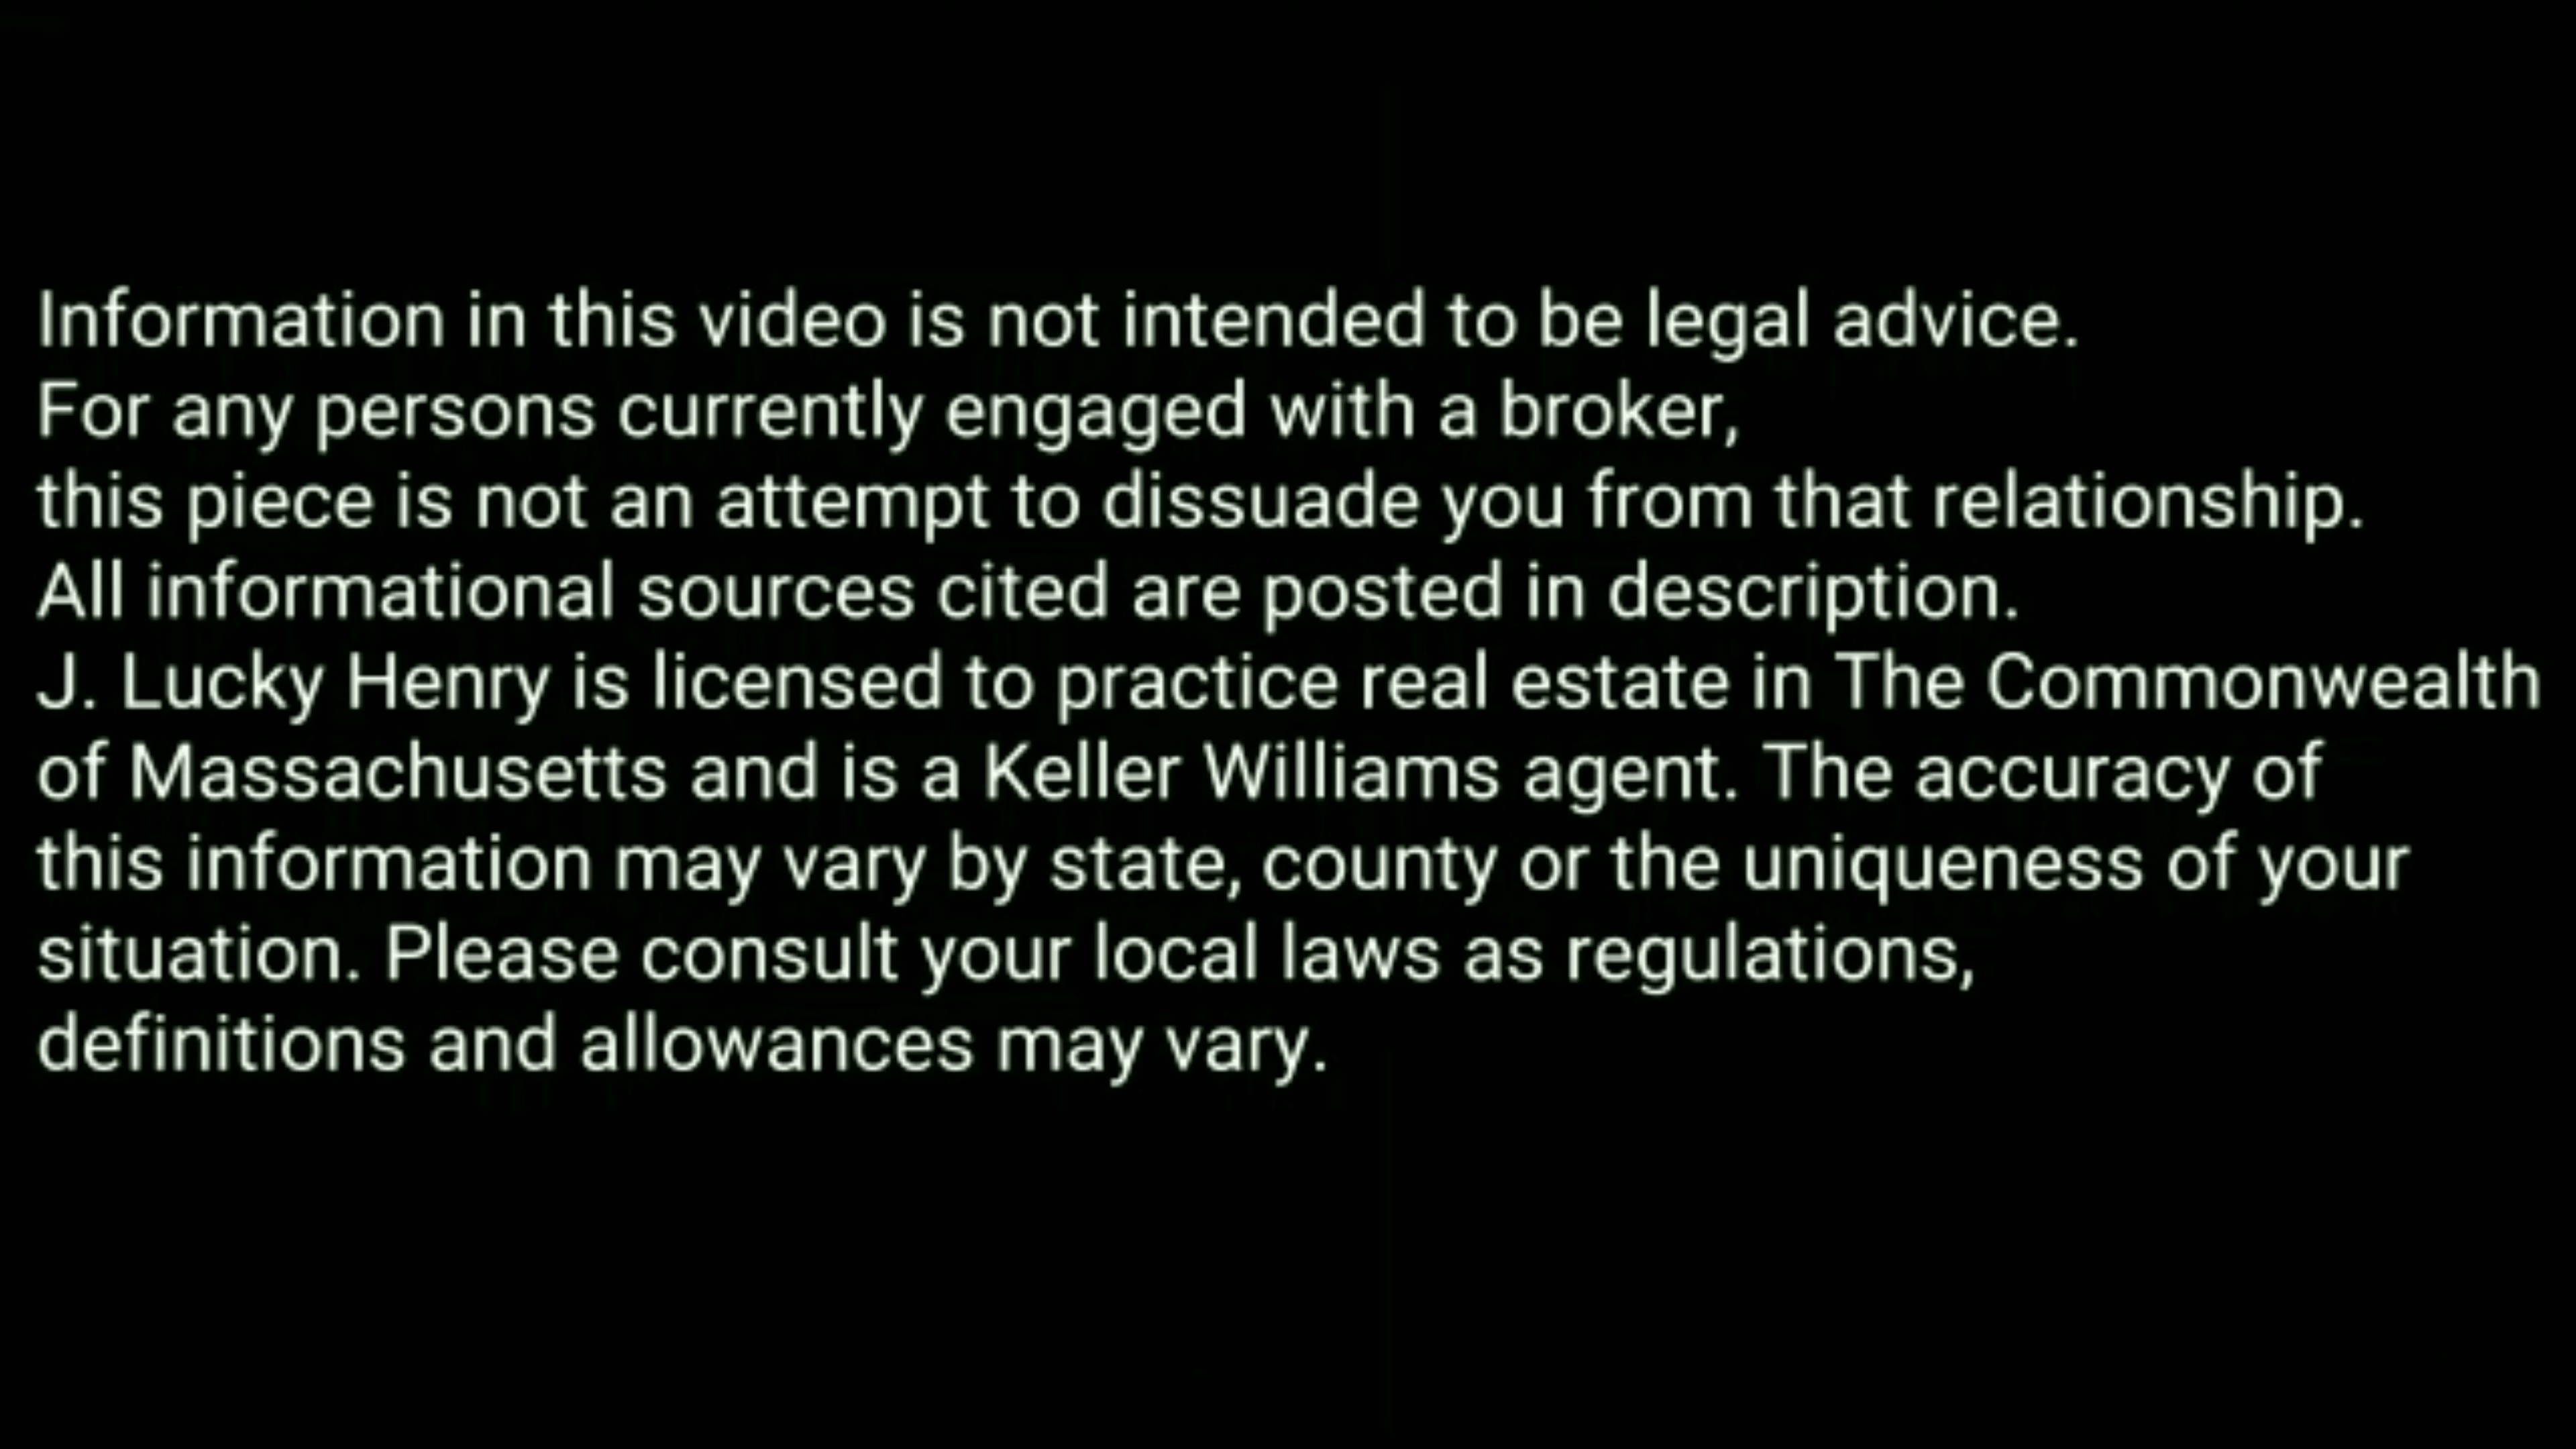 Information in this video is not intended to be legal advice.
For any persons currently engaged with a broker,
this piece is not an attempt to dissuade you from that relationship.
All informational sources cited are posted in description.
J. Lucky Henry is licensed to practice real estate in The Commonwealth
of Massachusetts and is a Keller Williams agent. The accuracy of
this information may vary by state, county or the uniqueness of your
situation. Please consult your local laws as regulations,
definitions and allowances may vary.